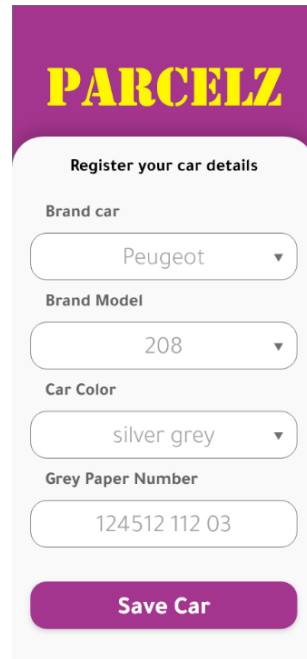 PARCELZ
Register your car details
Brand car
Peugeot
Brand Model
208
Car Color
silver grey
Grey Paper Number
124512 112 03
Save Car